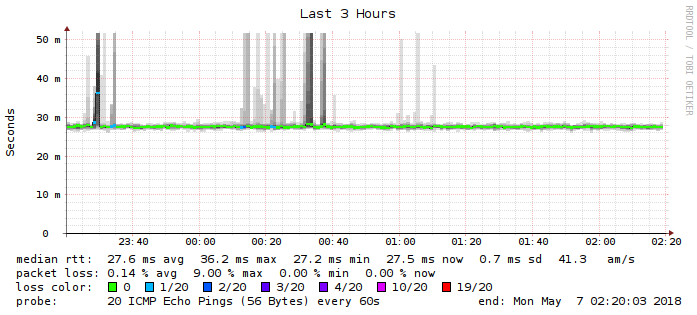 Last 3 Hours
RRDTOOL / TOBI OETIKER
Seconds
50 m
40 m
30 m
20 m
10 m
0
23:40 00:00 00:20 00:40 01:00 01:20 01:40 02:00 02:20
median rtt: 27.6 ms avg 36.2 ms max 27.2 ms min 27.5 ms now 0.7 ms sd 41.3 am/s
packet loss: 0.14 % avg 9.00 % max 0.00 % min 0.00 % now
loss color: 0 1/20 2/20 3/20 4/20 10/20 19/20
probe: 20 ICMP Echo Pings (56 Bytes) every 60s end: Mon May 7 02:20:03 2018